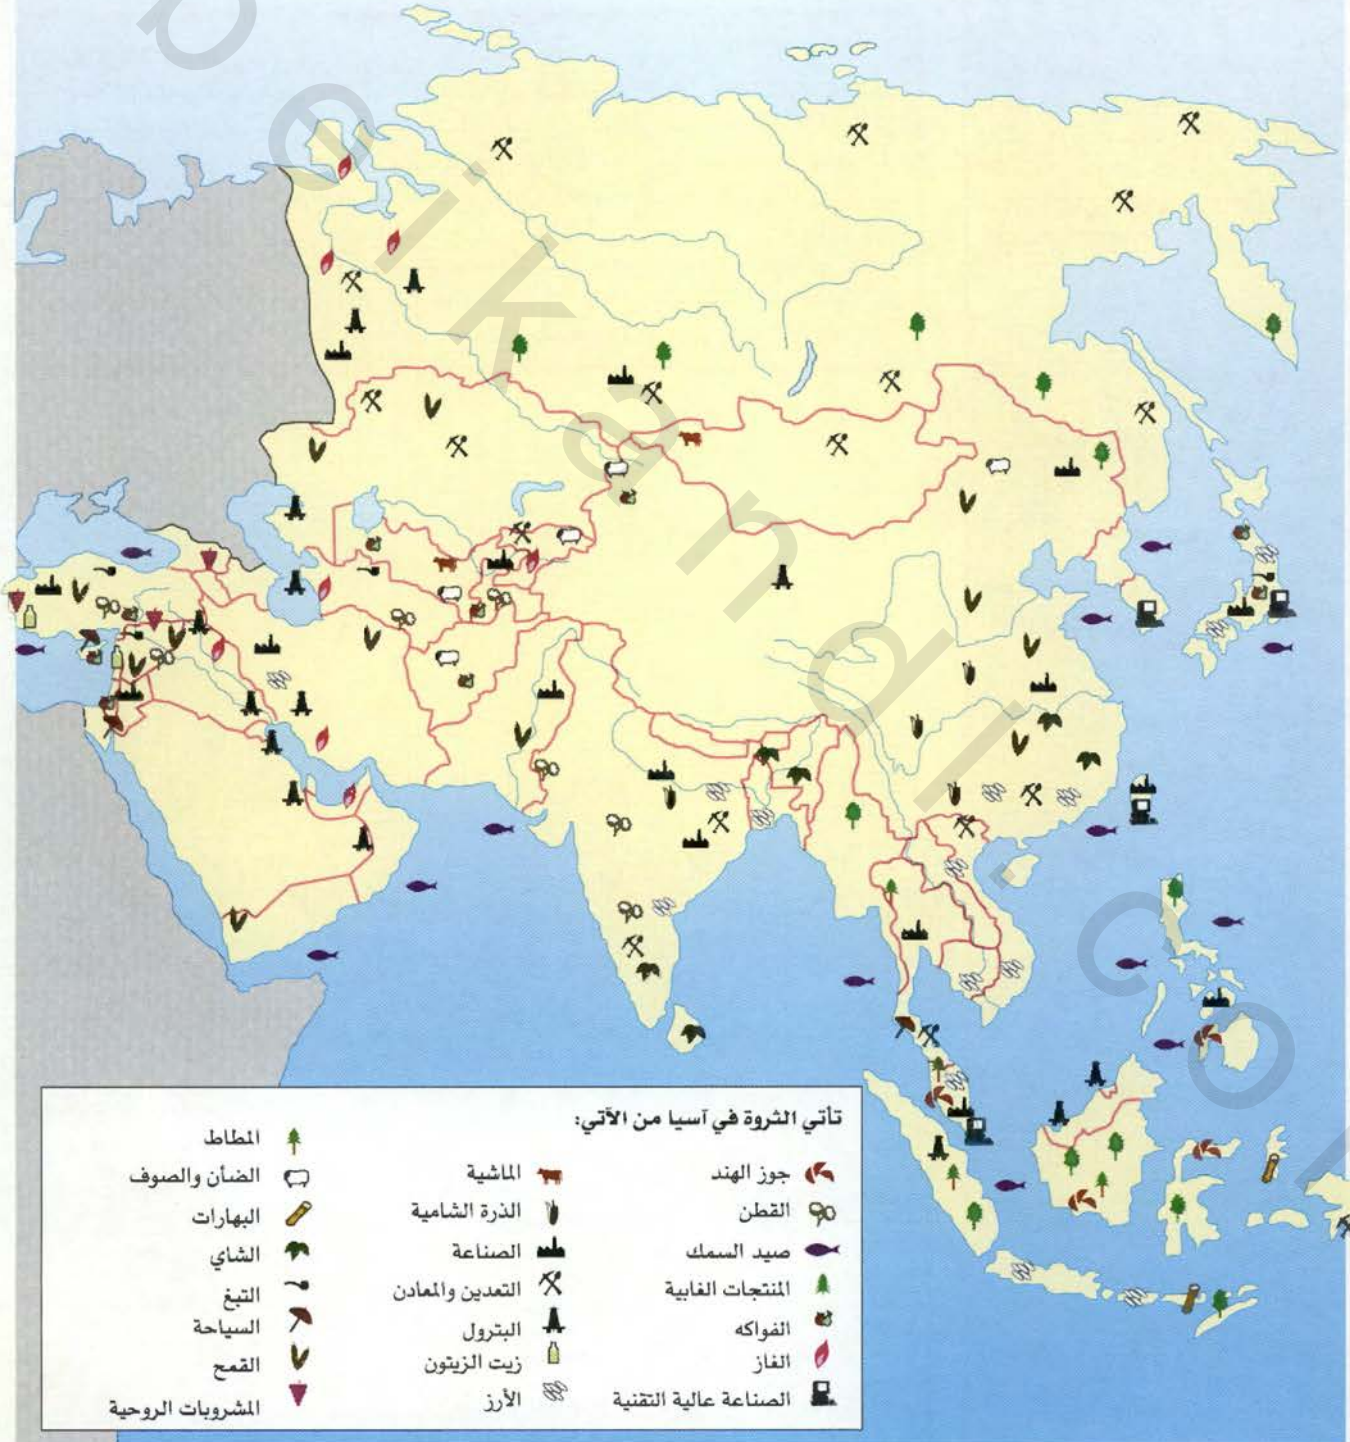 تأتي الثروة في آسيا من الآتي:
جوز الهند
القطن
صيد السمك
المنتجات الغابية
الفواكه
الغاز
الصناعة عالية التقنية
الماشية
الذرة الشامية
الصناعة
التعدين والمعادن
البترول
زيت الزيتون
الأرز
المطاط
الضأن والصوف
البهارات
الشاي
التبغ
السياحة
القمح
المشروبات الروحية